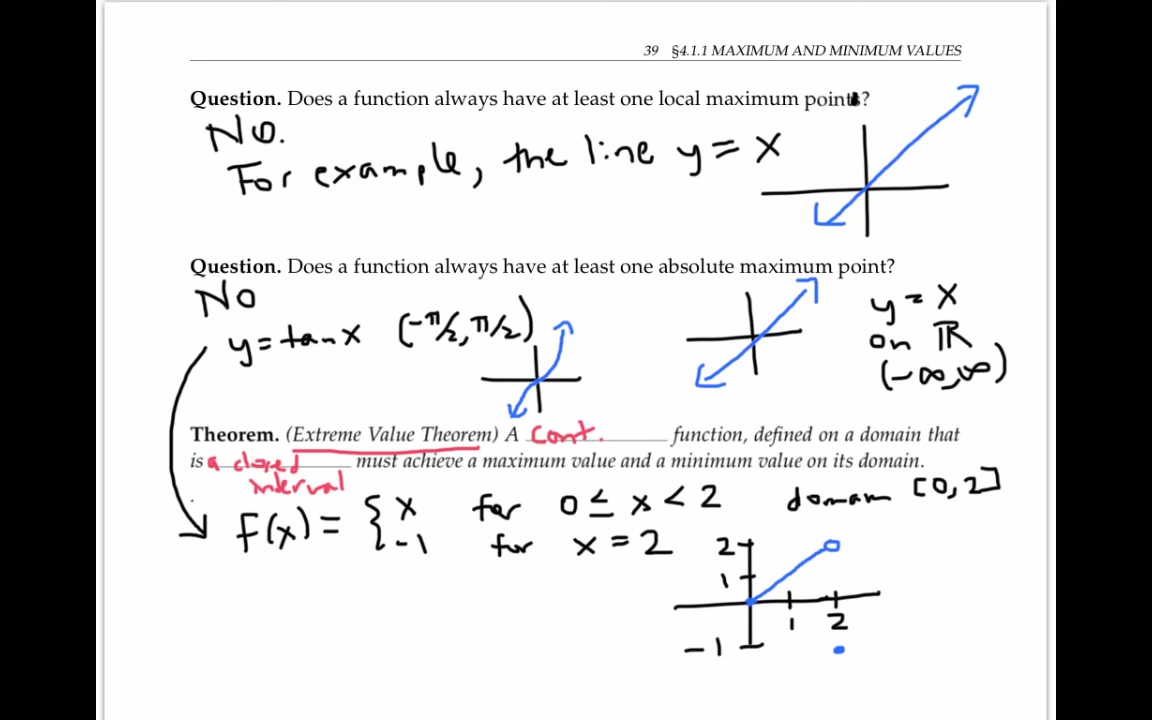 39 §4.1.1 MAXIMUM AND MINIMUM VALUES
Question. Does a function always have at least one local maximum point?
No.
For example, the line y = x
Question. Does a function always have at least one absolute maximum point?
No
y = tan x (-π/2, π/2)
y = x
on ℝ
(-∞, ∞)
Theorem. (Extreme Value Theorem) A cont. function, defined on a domain that
is a closed must achieve a maximum value and a minimum value on its domain.
interval
f(x) = { x for 0 ≤ x < 2 domain [0, 2]
-1 for x = 2
2
1
1 2
-1